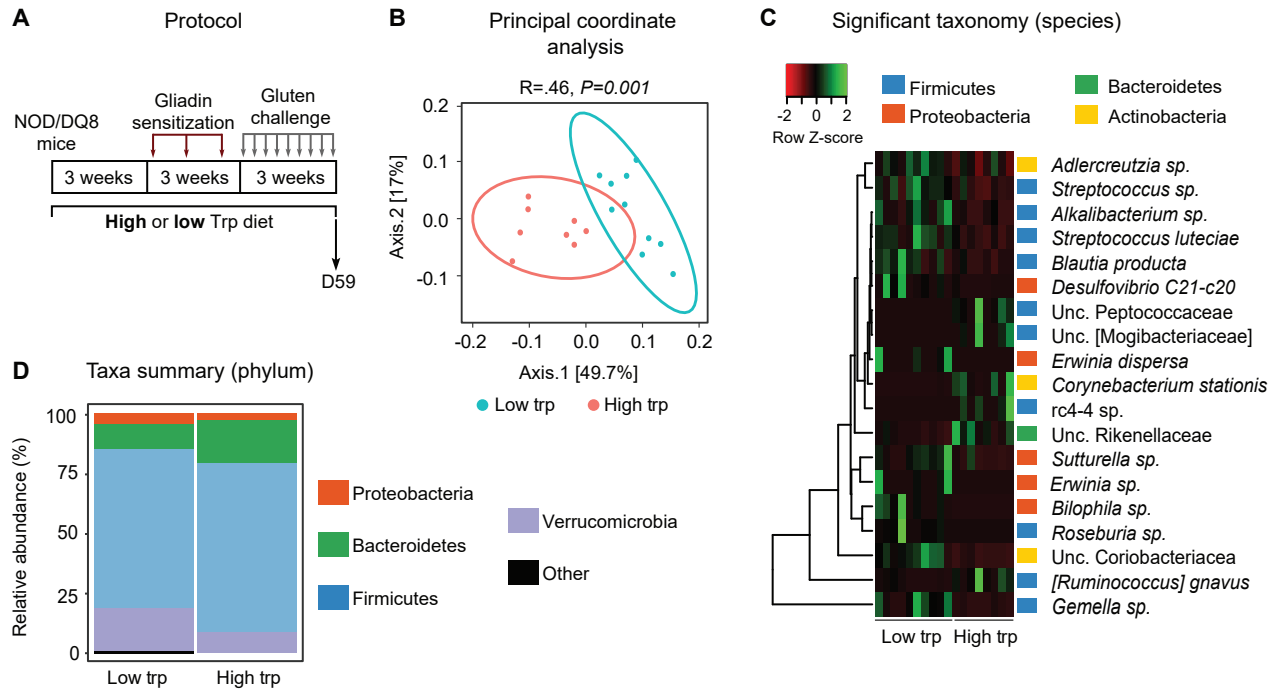 A
Protocol
NOD/DQ8
mice
Gliadin
sensitization
Gluten
challenge
3 weeks
3 weeks
3 weeks
High or low Trp diet
D59
B
Principal coordinate
analysis
R=.46, P=0.001
Axis.2 [17%]
0.2
0.1
0.0
-0.1
-0.2
-0.1
0.0
0.1
0.2
Axis.1 [49.7%]
Low trp
High trp
C
Significant taxonomy (species)
-2
0
2
Row Z-score
Firmicutes
Proteobacteria
Bacteroidetes
Actinobacteria
Adlercreutzia sp.
Streptococcus sp.
Alkalibacterium sp.
Streptococcus luteciae
Blautia producta
Desulfovibrio C21-c20
Unc. Peptococcaceae
Unc. [Mogibacteriaceae]
Erwinia dispersa
Corynebacterium stationis
rc4-4 sp.
Unc. Rikenellaceae
Sutturella sp.
Erwinia sp.
Bilophila sp.
Roseburia sp.
Unc. Coriobacteriacea
[Ruminococcus] gnavus
Gemella sp.
Low trp
High trp
D
Taxa summary (phylum)
Relative abundance (%)
100
75
50
25
0
Low trp
High trp
Proteobacteria
Bacteroidetes
Firmicutes
Verrucomicrobia
Other